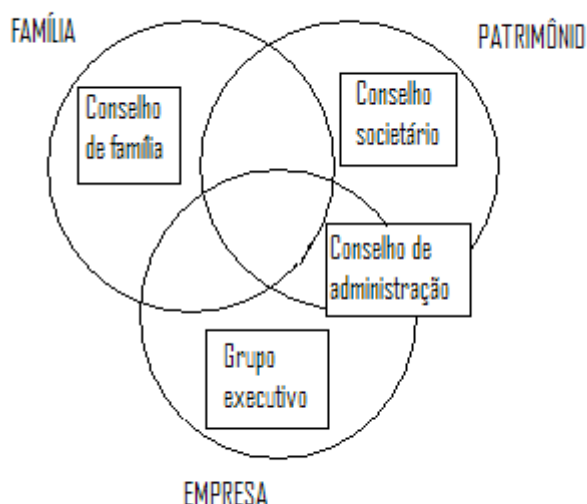 FAMÍLIA
PATRIMÔNIO
Conselho
de família
Conselho
societário
Conselho de
administração
Grupo
executivo
EMPRESA